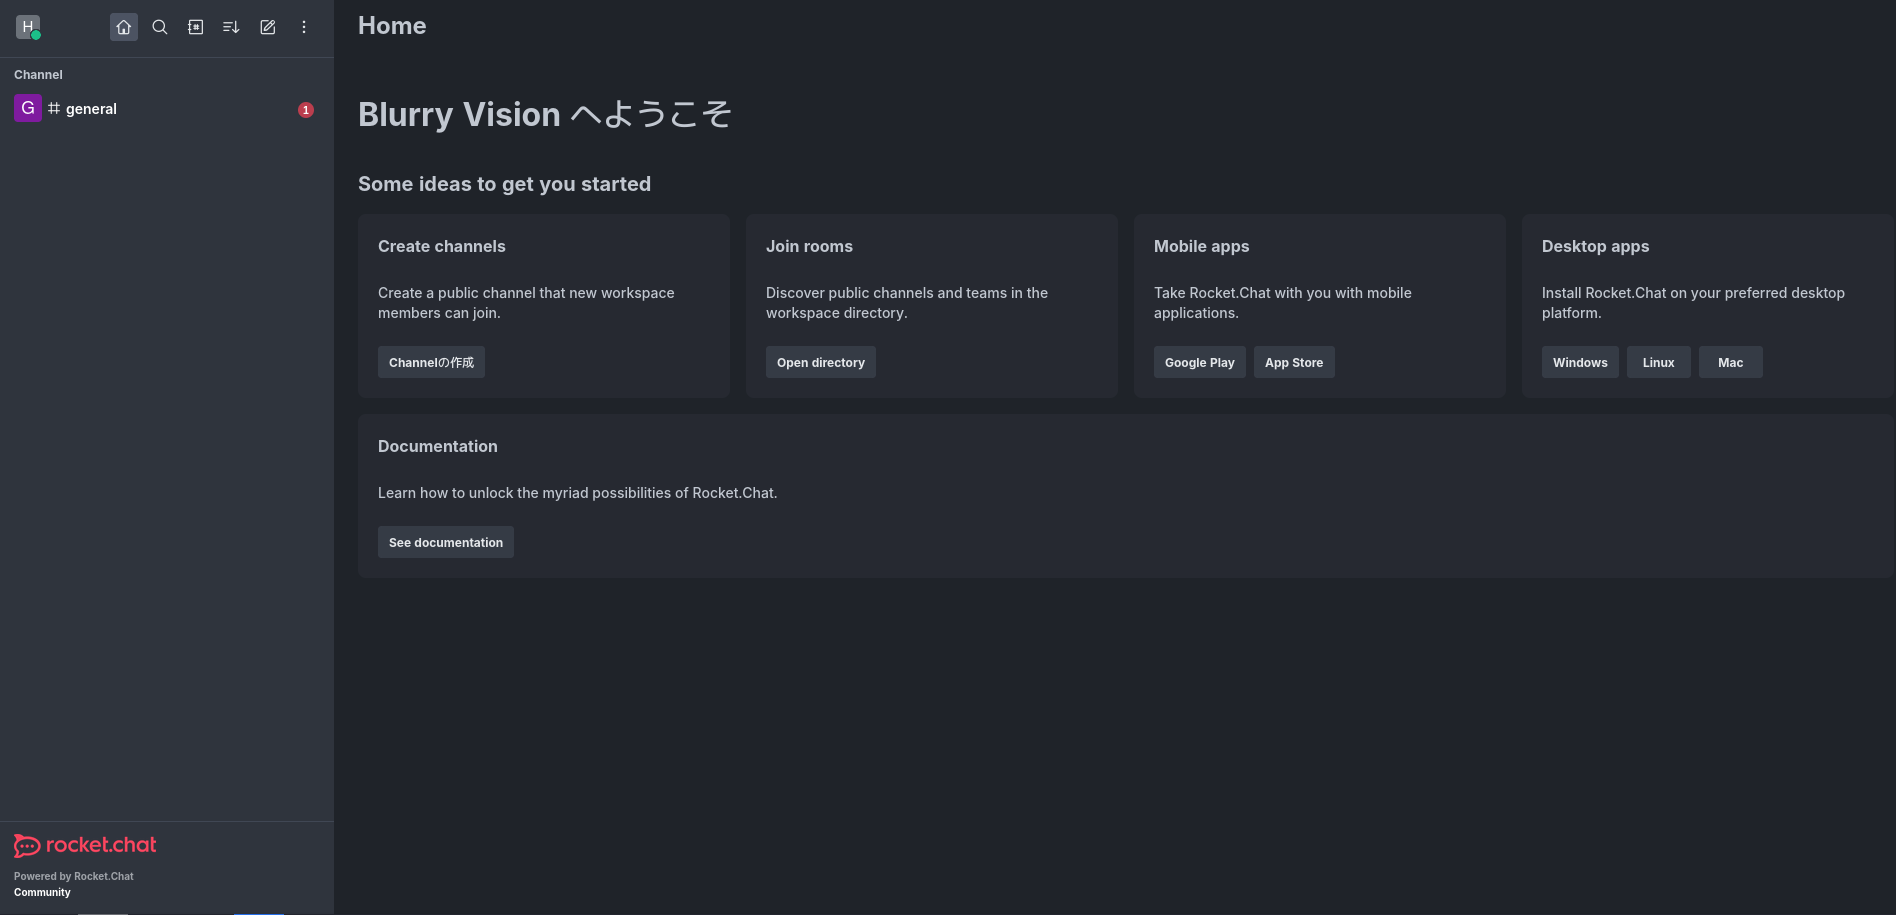 H
Home
Channel
G general 1
Blurry Vision へようこそ
Some ideas to get you started
Create channels
Create a public channel that new workspace
members can join.
Channelの作成
Join rooms
Discover public channels and teams in the
workspace directory.
Open directory
Mobile apps
Take Rocket.Chat with you with mobile
applications.
Google Play App Store
Desktop apps
Install Rocket.Chat on your preferred desktop
platform.
Windows Linux Mac
Documentation
Learn how to unlock the myriad possibilities of Rocket.Chat.
See documentation
rocket.chat
Powered by Rocket.Chat
Community